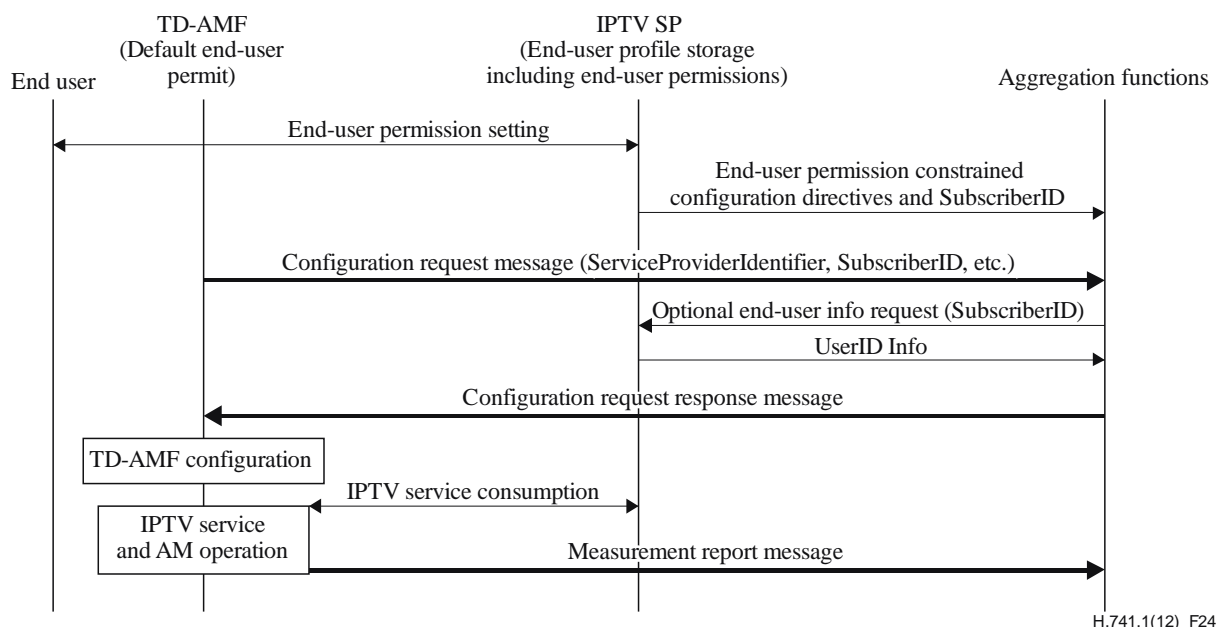 TD-AMF
(Default end-user
permit)
IPTV SP
(End-user profile storage
including end-user permissions)
End user
Aggregation functions
End-user permission setting
End-user permission constrained
configuration directives and SubscriberID
Configuration request message (ServiceProviderIdentifier, SubscriberID, etc.)
Optional end-user info request (SubscriberID)
UserID Info
Configuration request response message
TD-AMF configuration
IPTV service consumption
IPTV service
and AM operation
Measurement report message
H.741.1(12)_F24